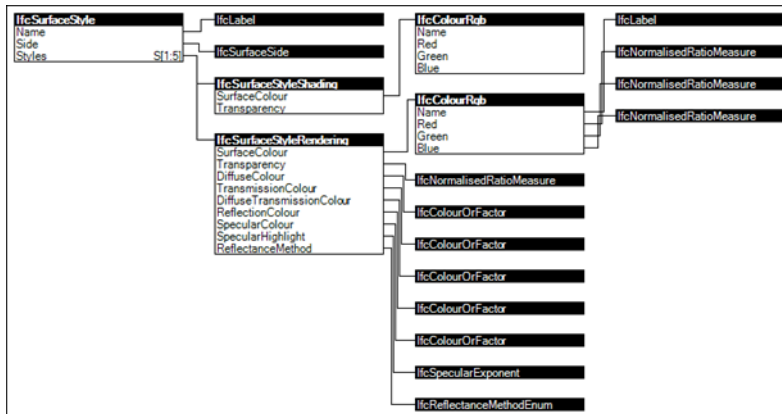 IfcSurfaceStyle
Name
Side
Styles S[1:5]
IfcLabel
IfcSurfaceSide
IfcSurfaceStyleShading
SurfaceColour
Transparency
IfcSurfaceStyleRendering
SurfaceColour
Transparency
DiffuseColour
TransmissionColour
DiffuseTransmissionColour
ReflectionColour
SpecularColour
SpecularHighlight
ReflectanceMethod
IfcColourRgb
Name
Red
Green
Blue
IfcColourRgb
Name
Red
Green
Blue
IfcNormalisedRatioMeasure
IfcColourOrFactor
IfcColourOrFactor
IfcColourOrFactor
IfcColourOrFactor
IfcColourOrFactor
IfcSpecularExponent
IfcReflectanceMethodEnum
IfcLabel
IfcNormalisedRatioMeasure
IfcNormalisedRatioMeasure
IfcNormalisedRatioMeasure